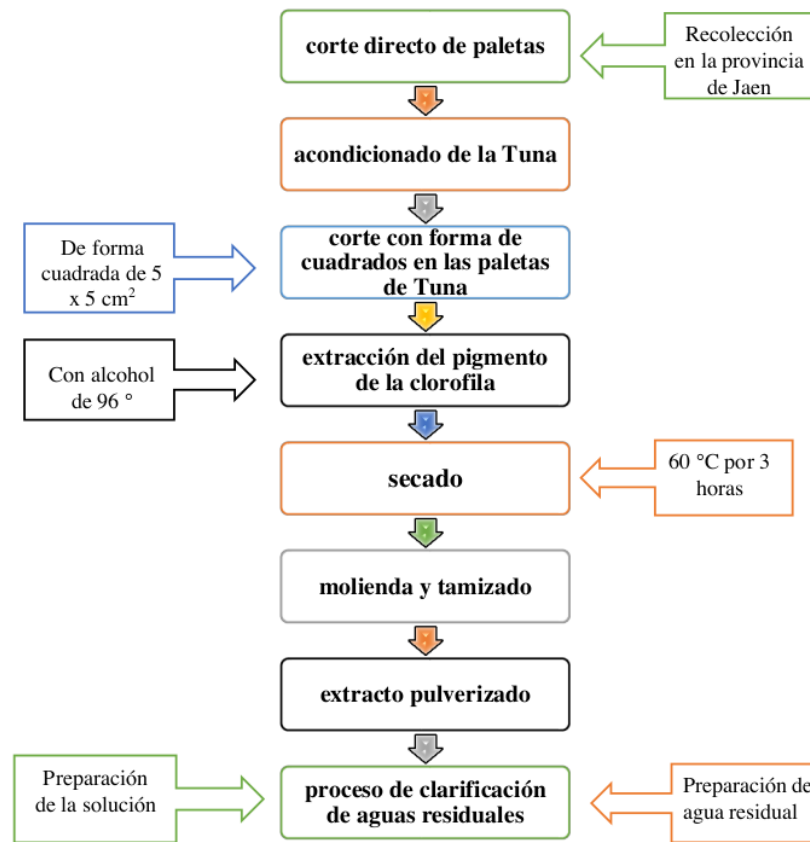 corte directo de paletas
Recolección
en la provincia
de Jaen
acondicionado de la Tuna
De forma
cuadrada de 5
x 5 cm²
corte con forma de
cuadrados en las paletas
de Tuna
Con alcohol
de 96 °
extracción del pigmento
de la clorofila
secado
60 °C por 3
horas
molienda y tamizado
extracto pulverizado
Preparación
de la solución
proceso de clarificación
de aguas residuales
Preparación de
agua residual